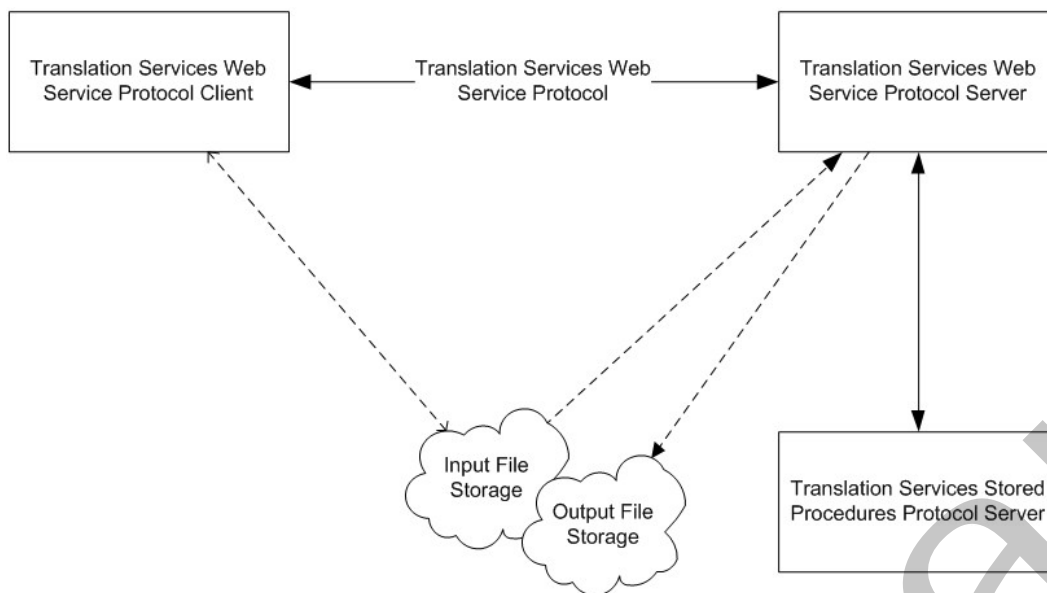 Translation Services Web
Service Protocol Client
Translation Services Web
Service Protocol
Translation Services Web
Service Protocol Server
Input File
Storage
Output File
Storage
Translation Services Stored
Procedures Protocol Server